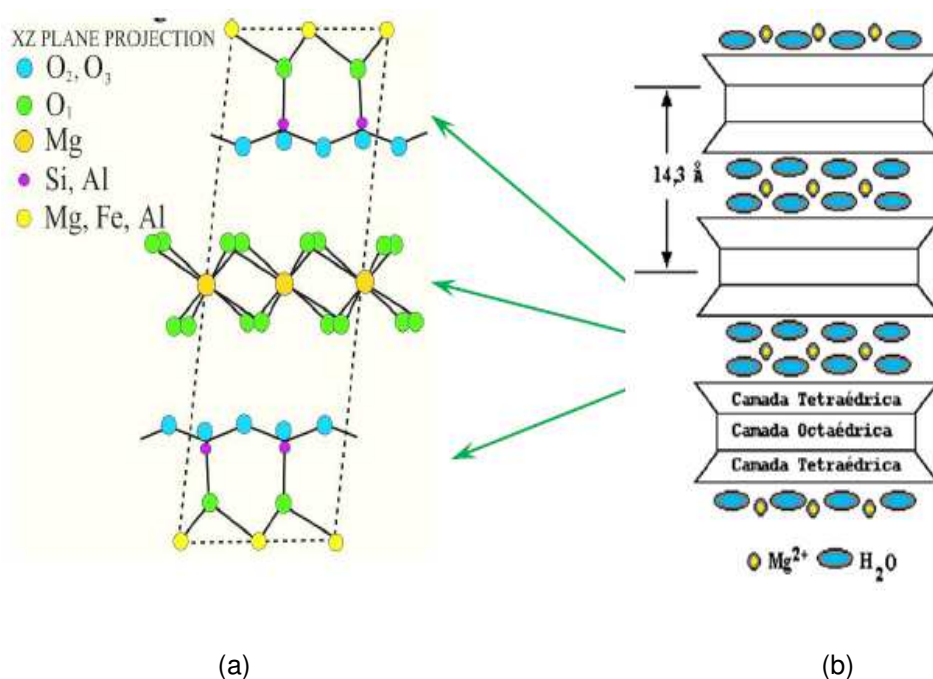 XZ PLANE PROJECTION
O₂, O₃
O₁
Mg
Si, Al
Mg, Fe, Al
14,3 Å
Camada Tetraédrica
Camada Octaédrica
Camada Tetraédrica
Mg²⁺ H₂O
(a) (b)